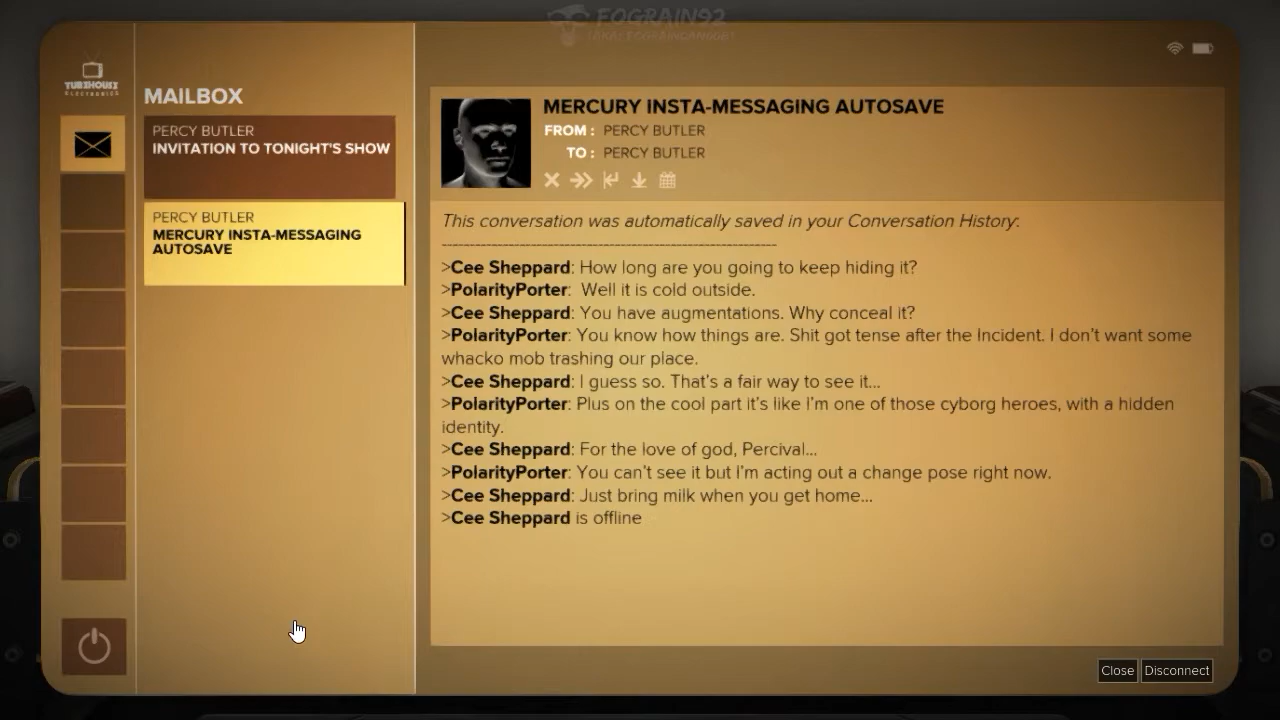 FOGRAIN92
TUBEHOUSE
ELECTRONICS
MAILBOX
PERCY BUTLER
INVITATION TO TONIGHT'S SHOW
PERCY BUTLER
MERCURY INSTA-MESSAGING
AUTOSAVE
MERCURY INSTA-MESSAGING AUTOSAVE
FROM : PERCY BUTLER
TO : PERCY BUTLER
This conversation was automatically saved in your Conversation History:
------------------------------------------------------------
>Cee Sheppard: How long are you going to keep hiding it?
>PolarityPorter: Well it is cold outside.
>Cee Sheppard: You have augmentations. Why conceal it?
>PolarityPorter: You know how things are. Shit got tense after the Incident. I don't want some
whacko mob trashing our place.
>Cee Sheppard: I guess so. That's a fair way to see it...
>PolarityPorter: Plus on the cool part it's like I'm one of those cyborg heroes, with a hidden
identity.
>Cee Sheppard: For the love of god, Percival...
>PolarityPorter: You can't see it but I'm acting out a change pose right now.
>Cee Sheppard: Just bring milk when you get home...
>Cee Sheppard is offline
Close
Disconnect